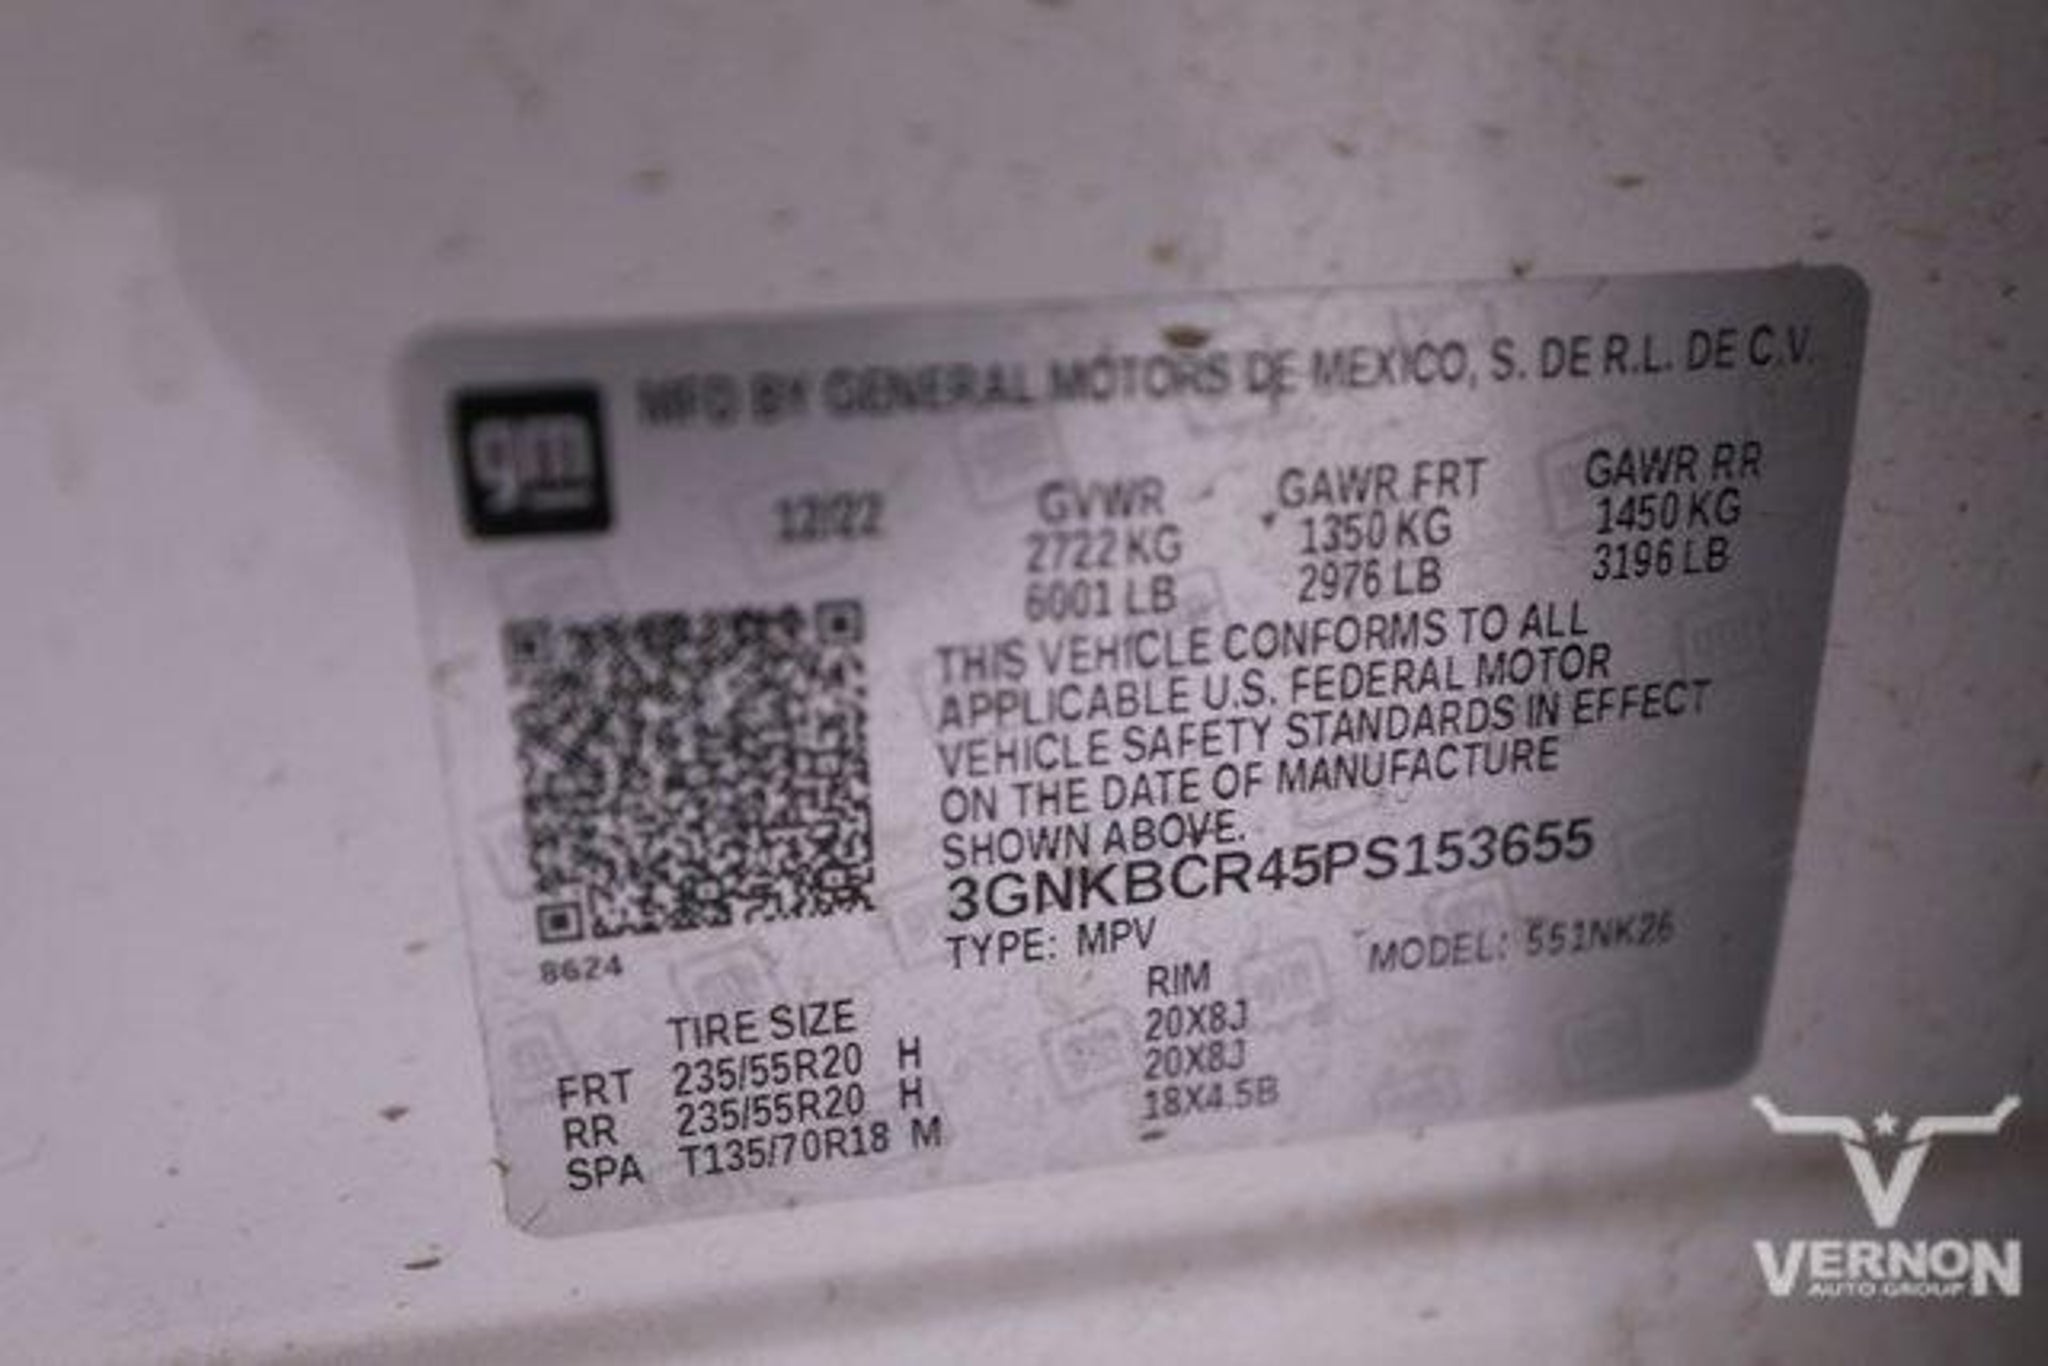 MFD BY GENERAL MOTORS DE MEXICO, S. DE R.L. DE C.V.
gm
12/22 GVWR GAWR FRT GAWR RR
2722 KG 1350 KG 1450 KG
6001 LB 2976 LB 3196 LB
THIS VEHICLE CONFORMS TO ALL
APPLICABLE U.S. FEDERAL MOTOR
VEHICLE SAFETY STANDARDS IN EFFECT
ON THE DATE OF MANUFACTURE
SHOWN ABOVE.
3GNKBCR45PS153655
TYPE: MPV MODEL: 551NK26
8624
TIRE SIZE RIM
FRT 235/55R20 H 20X8J
RR 235/55R20 H 20X8J
SPA T135/70R18 M 18X4.5B
VERNON
AUTO GROUP